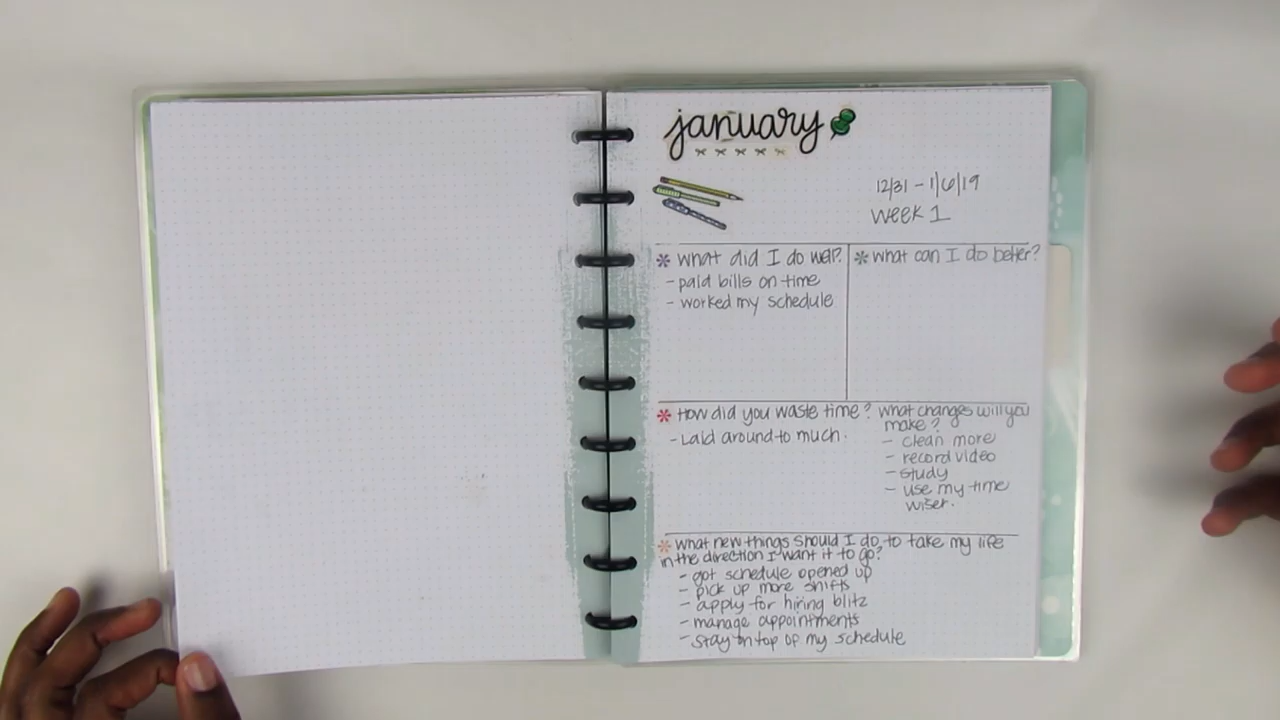 january
12/31 - 1/6/19
Week 1
* what did I do well?
- paid bills on time
- worked my schedule
* what can I do better?
* How did you waste time?
- Laid around to much.
what changes will you
make?
- clean more
- record video
- study
- use my time
wiser.
* what new things should I do to take my life
in the direction I want it to go?
- got schedule opened up
- pick up more shifts
- apply for hiring blitz
- manage appointments
- stay on top of my schedule